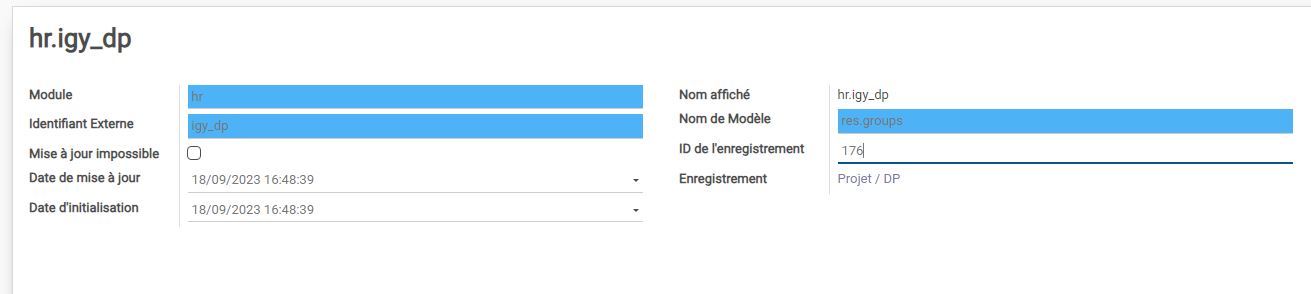 hr.igy_dp
Module hr
Identifiant Externe igy_dp
Mise à jour impossible
Date de mise à jour 18/09/2023 16:48:39
Date d'initialisation 18/09/2023 16:48:39
Nom affiché hr.igy_dp
Nom de Modèle res.groups
ID de l'enregistrement 176
Enregistrement Projet / DP